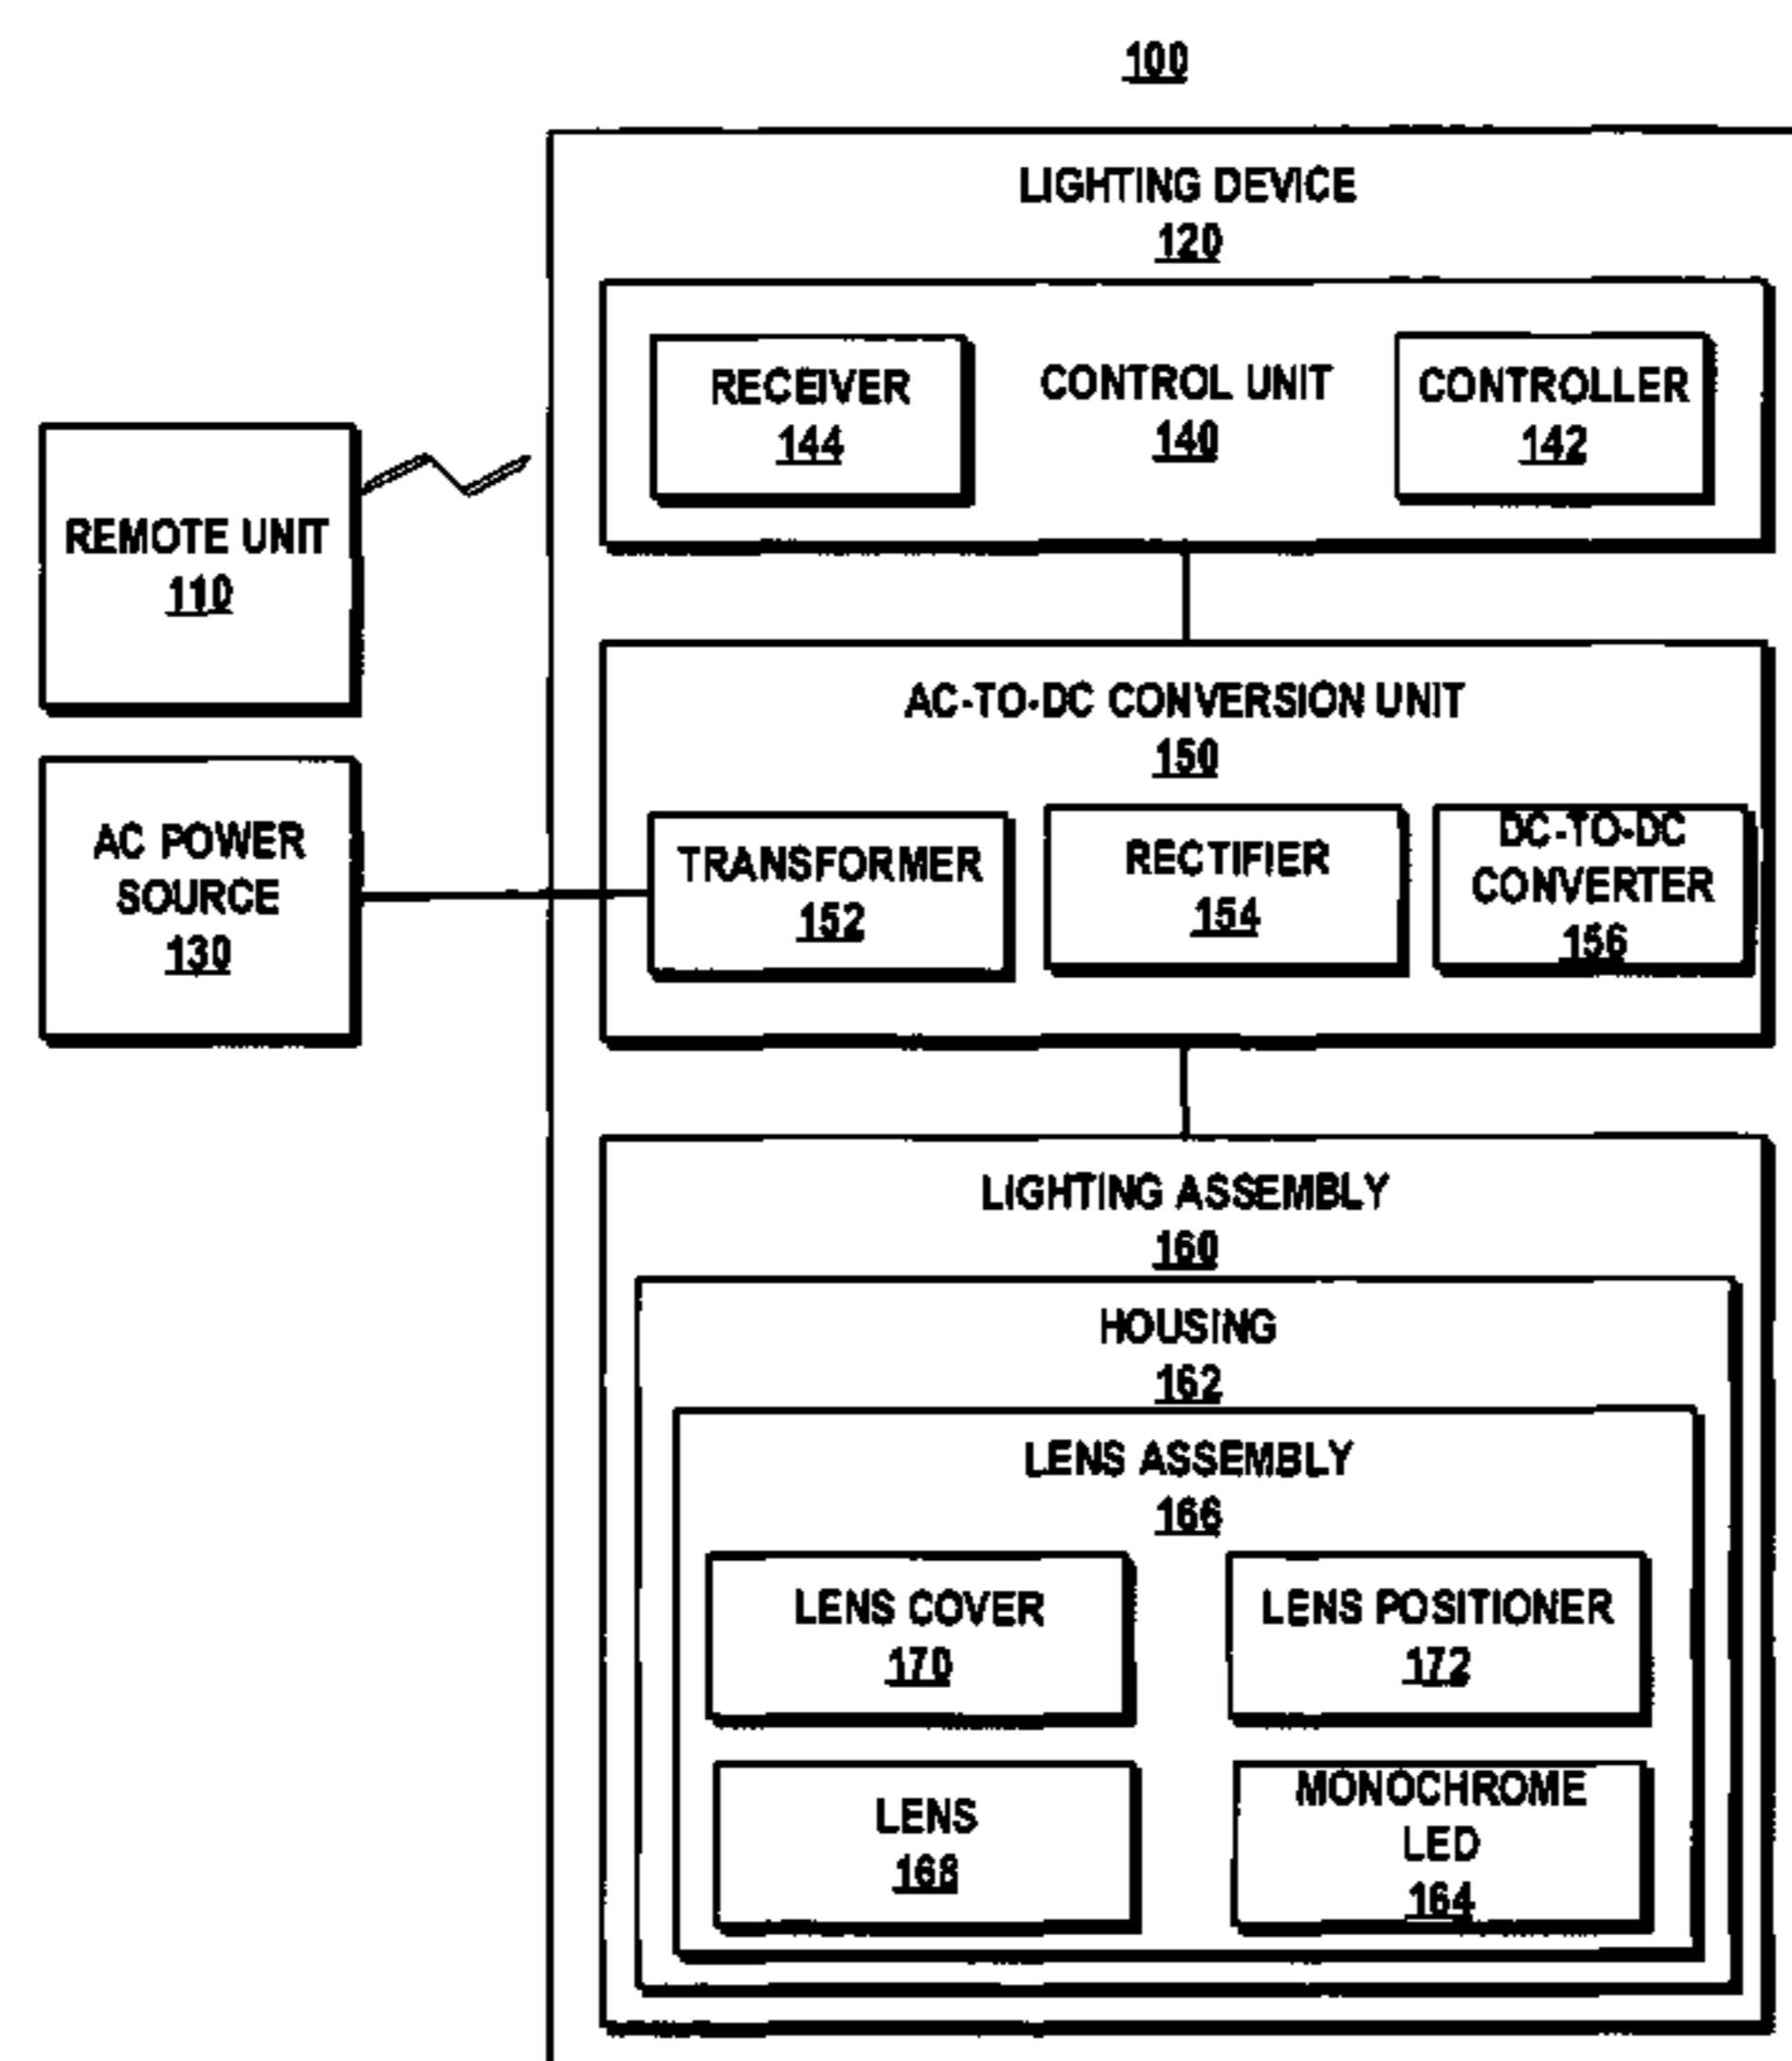 100
LIGHTING DEVICE
120
RECEIVER
144
CONTROL UNIT
140
CONTROLLER
142
REMOTE UNIT
110
AC-TO-DC CONVERSION UNIT
150
AC POWER
SOURCE
130
TRANSFORMER
152
RECTIFIER
154
DC-TO-DC
CONVERTER
156
LIGHTING ASSEMBLY
160
HOUSING
162
LENS ASSEMBLY
166
LENS COVER
170
LENS POSITIONER
172
LENS
168
MONOCHROME
LED
164